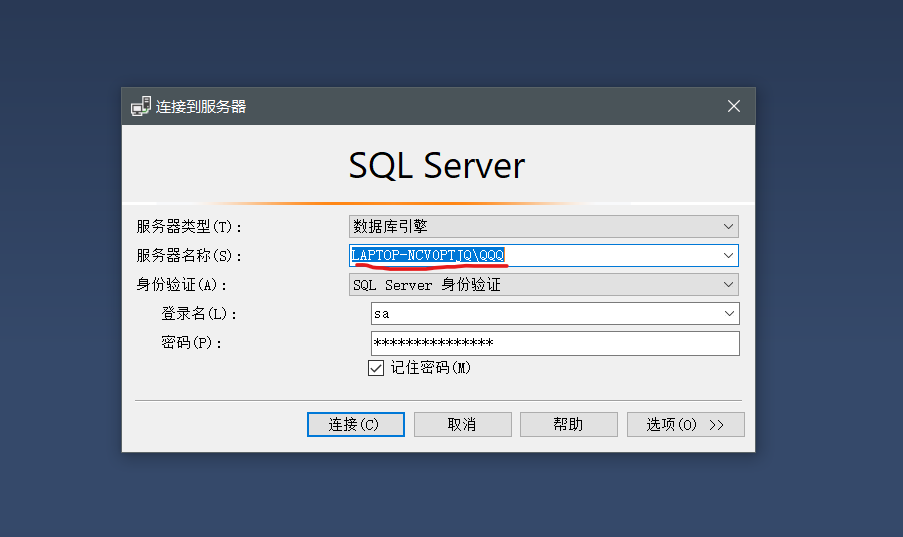 连接到服务器
SQL Server
服务器类型(T): 数据库引擎
服务器名称(S): LAPTOP-NCV0PTJQ\QQQ
身份验证(A): SQL Server 身份验证
登录名(L): sa
密码(P): ***************
记住密码(M)
连接(C) 取消 帮助 选项(O) >>